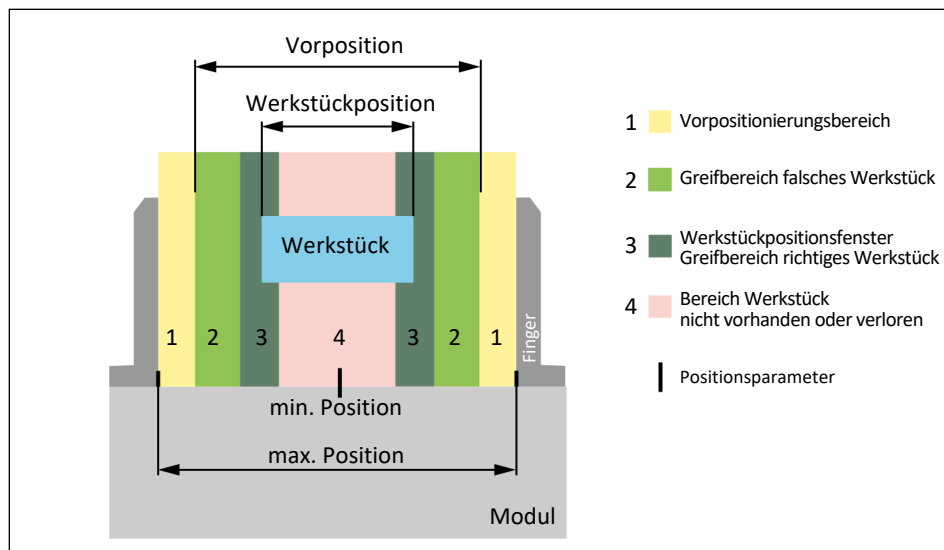 Vorposition
Werkstückposition
Werkstück
1 2 3 4 3 2 1
Finger
min. Position
max. Position
Modul
1 Vorpositionierungsbereich
2 Greifbereich falsches Werkstück
3 Werkstückpositionsfenster
Greifbereich richtiges Werkstück
4 Bereich Werkstück
nicht vorhanden oder verloren
Positionsparameter